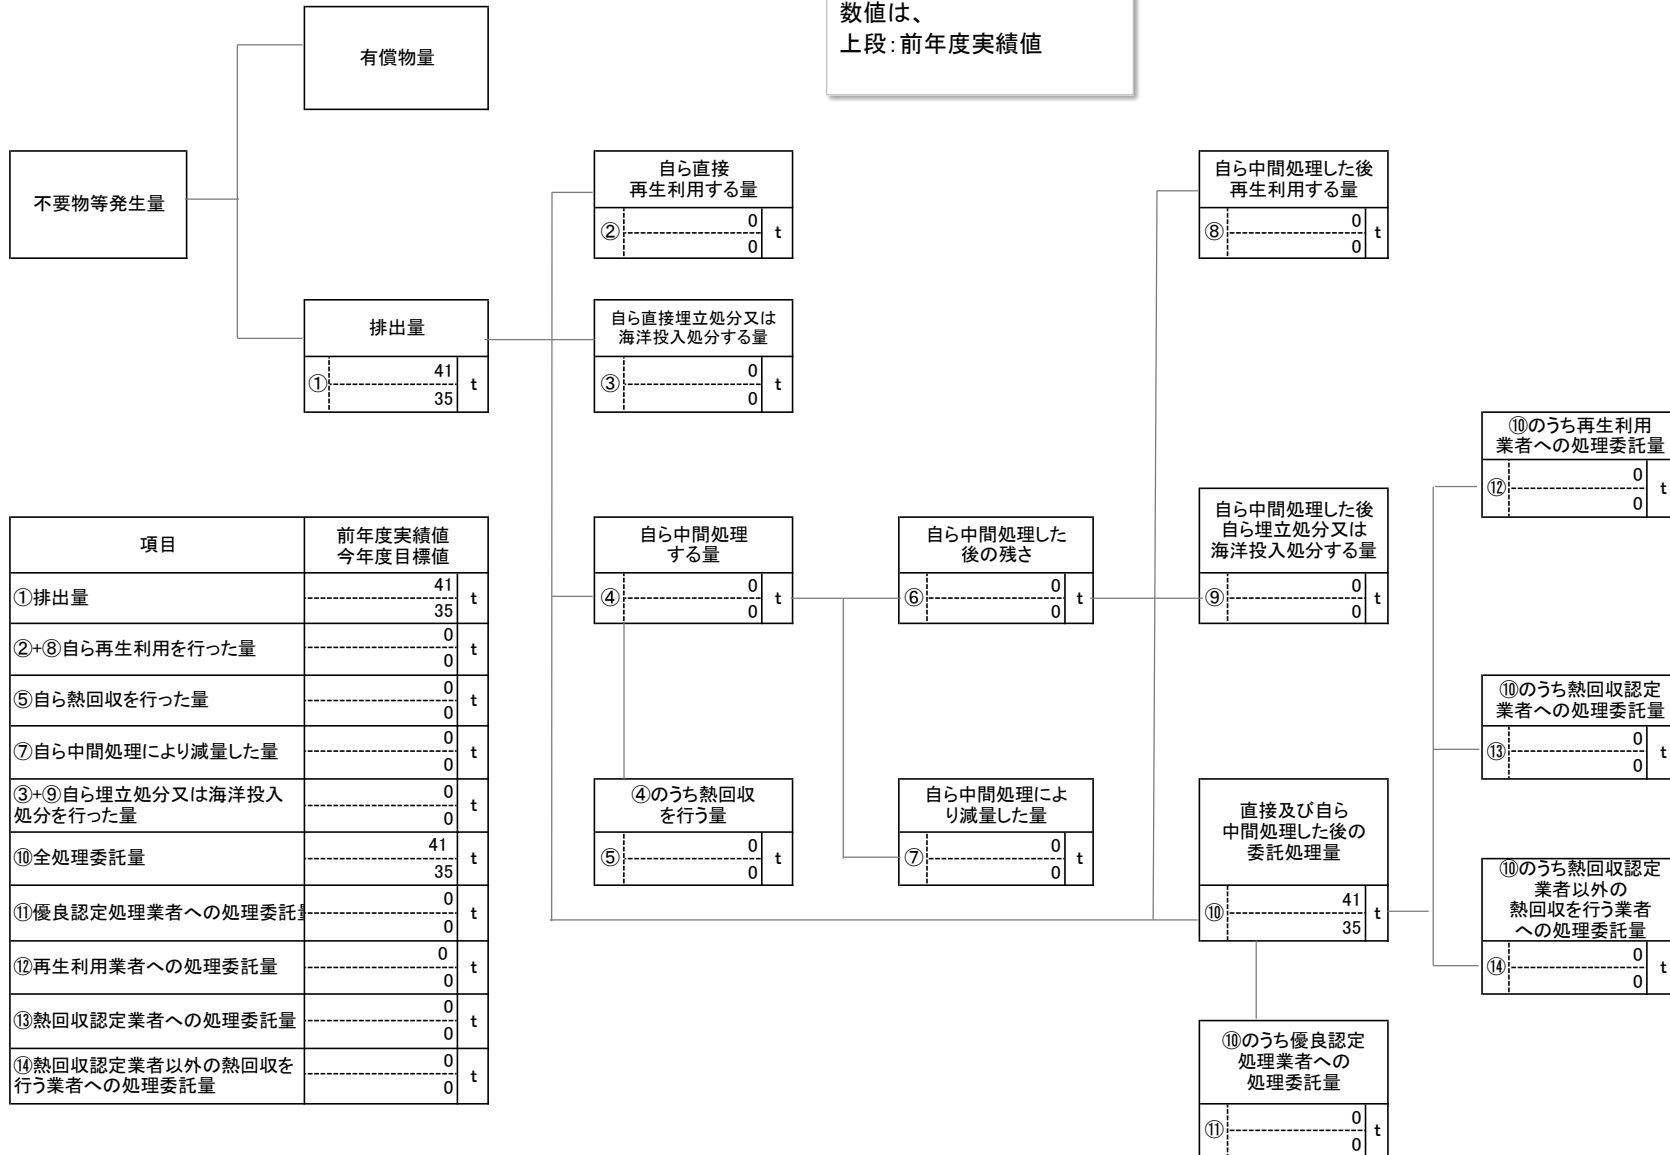 数値は、
上段：前年度実績値
有償物量
不要物等発生量
排出量
①
41
35
t
自ら直接
再生利用する量
②
0
0
t
自ら直接埋立処分又は
海洋投入処分する量
③
0
0
t
自ら中間処理
する量
④
0
0
t
④のうち熱回収
を行う量
⑤
0
0
t
自ら中間処理した
後の残さ
⑥
0
0
t
自ら中間処理によ
り減量した量
⑦
0
0
t
自ら中間処理した後
再生利用する量
⑧
0
0
t
自ら中間処理した後
自ら埋立処分又は
海洋投入処分する量
⑨
0
0
t
直接及び自ら
中間処理した後の
委託処理量
⑩
41
35
t
⑩のうち優良認定
処理業者への
処理委託量
⑪
0
0
t
⑩のうち再生利用
業者への処理委託量
⑫
0
0
t
⑩のうち熱回収認定
業者への処理委託量
⑬
0
0
t
⑩のうち熱回収認定
業者以外の
熱回収を行う業者
への処理委託量
⑭
0
0
t
項目
前年度実績値
今年度目標値
①排出量
41
35
t
②+⑧自ら再生利用を行った量
0
0
t
⑤自ら熱回収を行った量
0
0
t
⑦自ら中間処理により減量した量
0
0
t
③+⑨自ら埋立処分又は海洋投入
処分を行った量
0
0
t
⑩全処理委託量
41
35
t
⑪優良認定処理業者への処理委託
0
0
t
⑫再生利用業者への処理委託量
0
0
t
⑬熱回収認定業者への処理委託量
0
0
t
⑭熱回収認定業者以外の熱回収を
行う業者への処理委託量
0
0
t